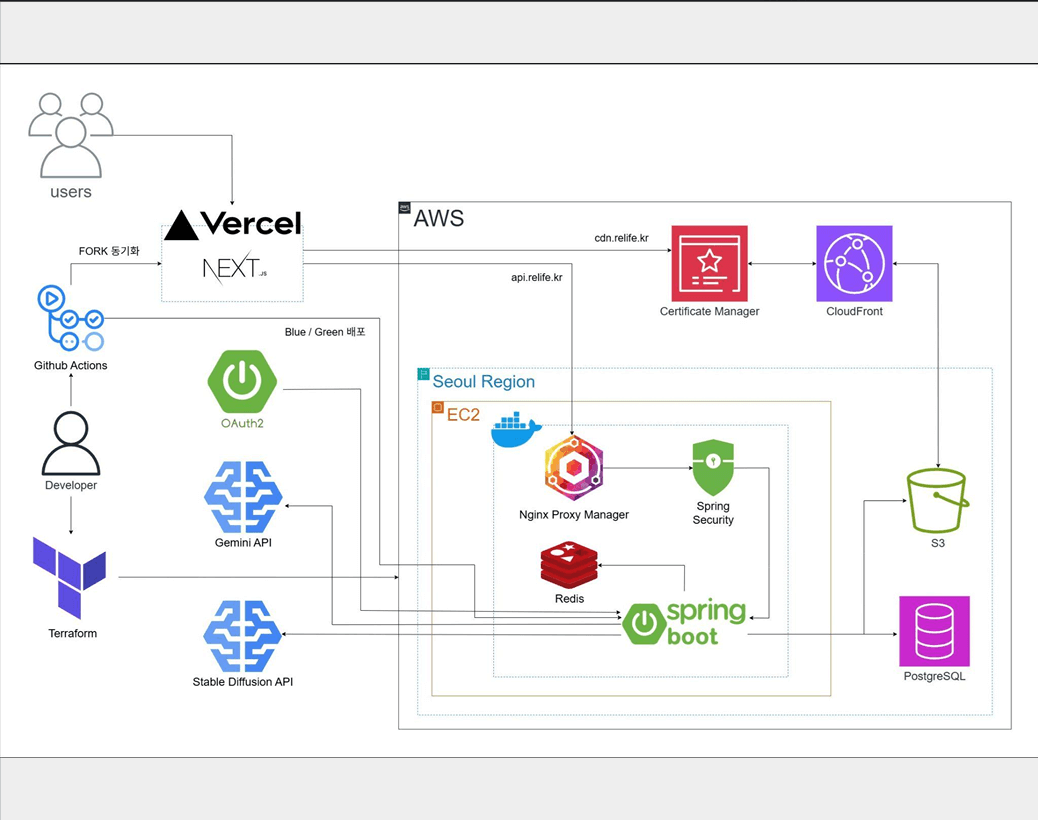 users
Vercel
NEXT.JS
FORK 동기화
Github Actions
Blue / Green 배포
OAuth2
Developer
Gemini API
Terraform
Stable Diffusion API
aws
AWS
cdn.relife.kr
api.relife.kr
Certificate Manager
CloudFront
Seoul Region
EC2
Nginx Proxy Manager
Spring
Security
Redis
spring
boot
S3
PostgreSQL